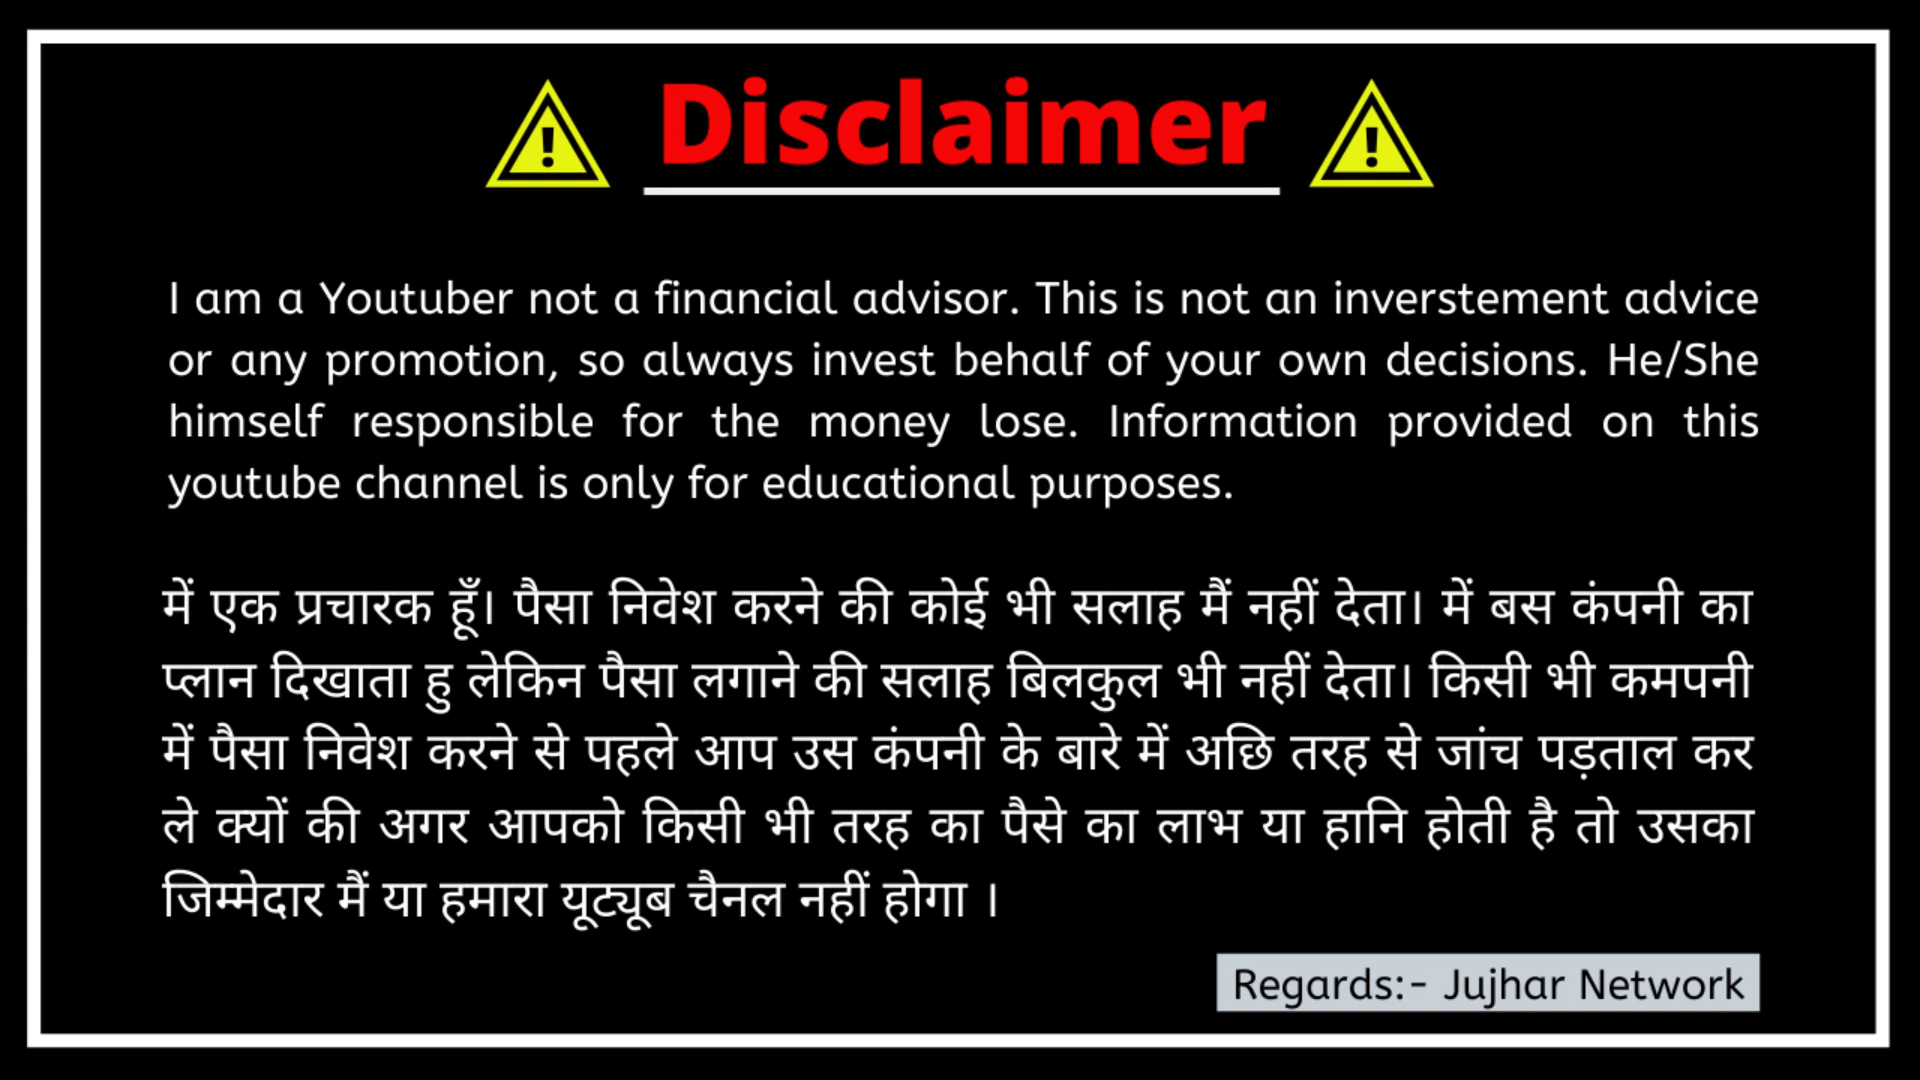 Disclaimer
I am a Youtuber not a financial advisor. This is not an inverstement advice
or any promotion, so always invest behalf of your own decisions. He/She
himself responsible for the money lose. Information provided on this
youtube channel is only for educational purposes.
में एक प्रचारक हूँ। पैसा निवेश करने की कोई भी सलाह मैं नहीं देता। में बस कंपनी का
प्लान दिखाता हु लेकिन पैसा लगाने की सलाह बिलकुल भी नहीं देता। किसी भी कमपनी
में पैसा निवेश करने से पहले आप उस कंपनी के बारे में अछि तरह से जांच पड़ताल कर
ले क्यों की अगर आपको किसी भी तरह का पैसे का लाभ या हानि होती है तो उसका
जिम्मेदार मैं या हमारा यूट्यूब चैनल नहीं होगा ।
Regards:- Jujhar Network